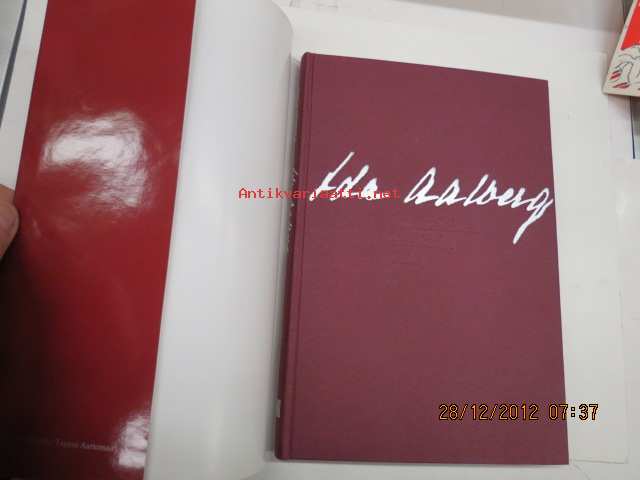 Ida Aalberg
Antikvariaatti.net
28/12/2012 07:37